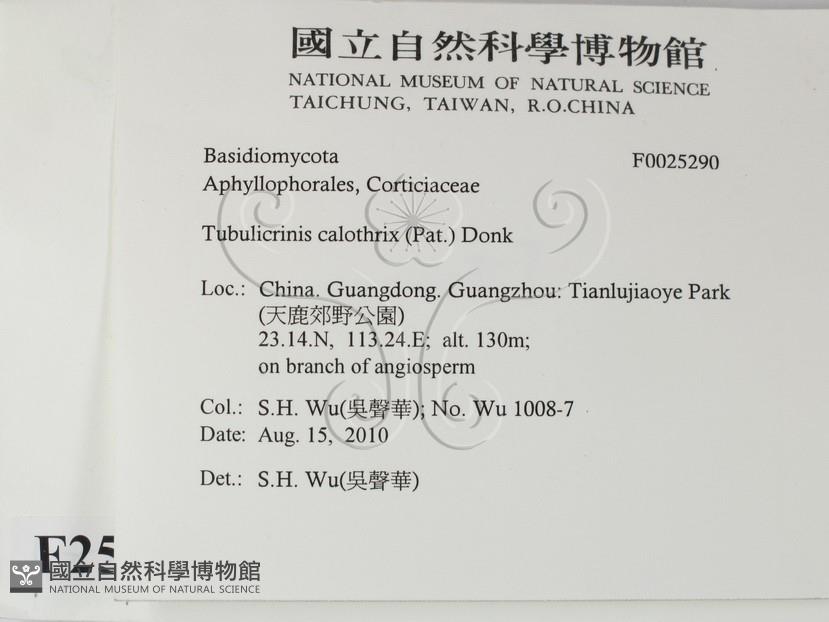 國立自然科學博物館
NATIONAL MUSEUM OF NATURAL SCIENCE
TAICHUNG, TAIWAN, R.O.CHINA
Basidiomycota F0025290
Aphyllophorales, Corticiaceae
Tubulicrinis calothrix (Pat.) Donk
Loc.: China. Guangdong. Guangzhou: Tianlujiaoye Park
(天鹿郊野公園)
23.14.N, 113.24.E; alt. 130m;
on branch of angiosperm
Col.: S.H. Wu(吳聲華); No. Wu 1008-7
Date: Aug. 15, 2010
Det.: S.H. Wu(吳聲華)
F25
國立自然科學博物館
NATIONAL MUSEUM OF NATURAL SCIENCE